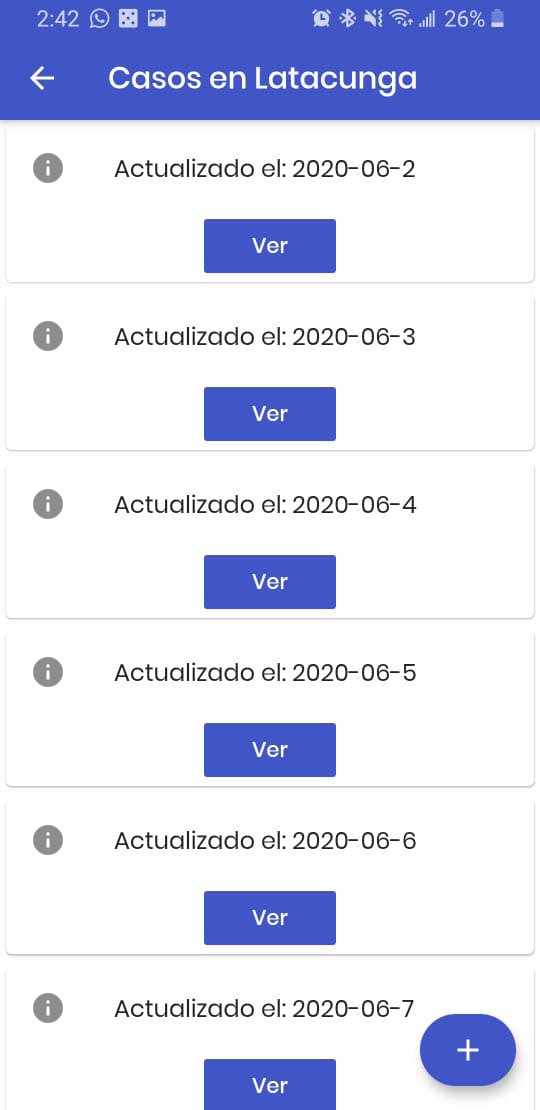 2:42 26%
Casos en Latacunga
Actualizado el: 2020-06-2
Ver
Actualizado el: 2020-06-3
Ver
Actualizado el: 2020-06-4
Ver
Actualizado el: 2020-06-5
Ver
Actualizado el: 2020-06-6
Ver
Actualizado el: 2020-06-7
Ver